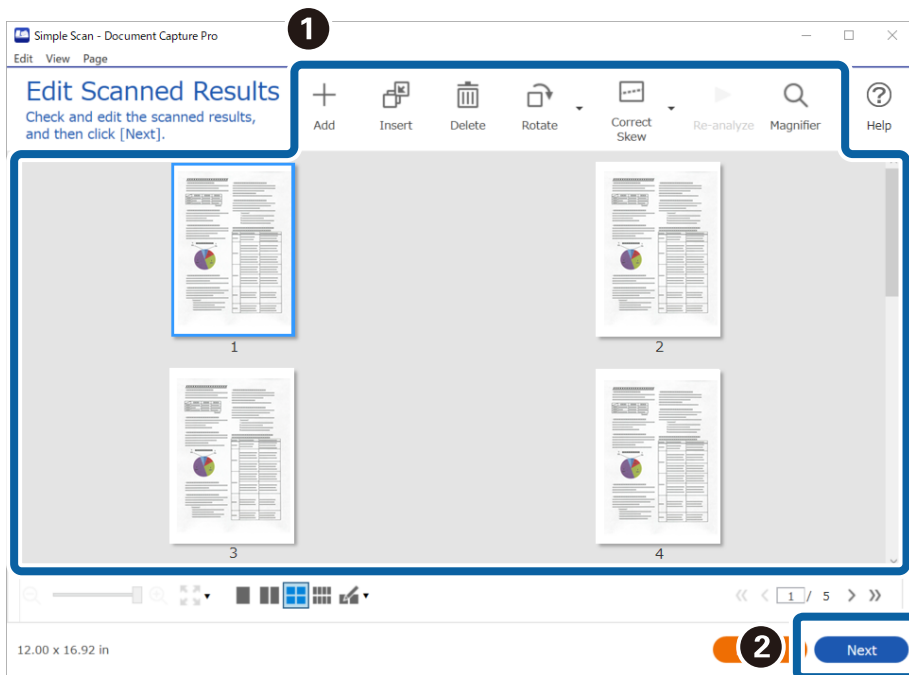 1
Simple Scan - Document Capture Pro
Edit View Page
Edit Scanned Results
Check and edit the scanned results,
and then click [Next].
Add
Insert
Delete
Rotate
Correct
Skew
Re-analyze
Magnifier
Help
1
2
3
4
1 / 5
12.00 x 16.92 in
2
Next